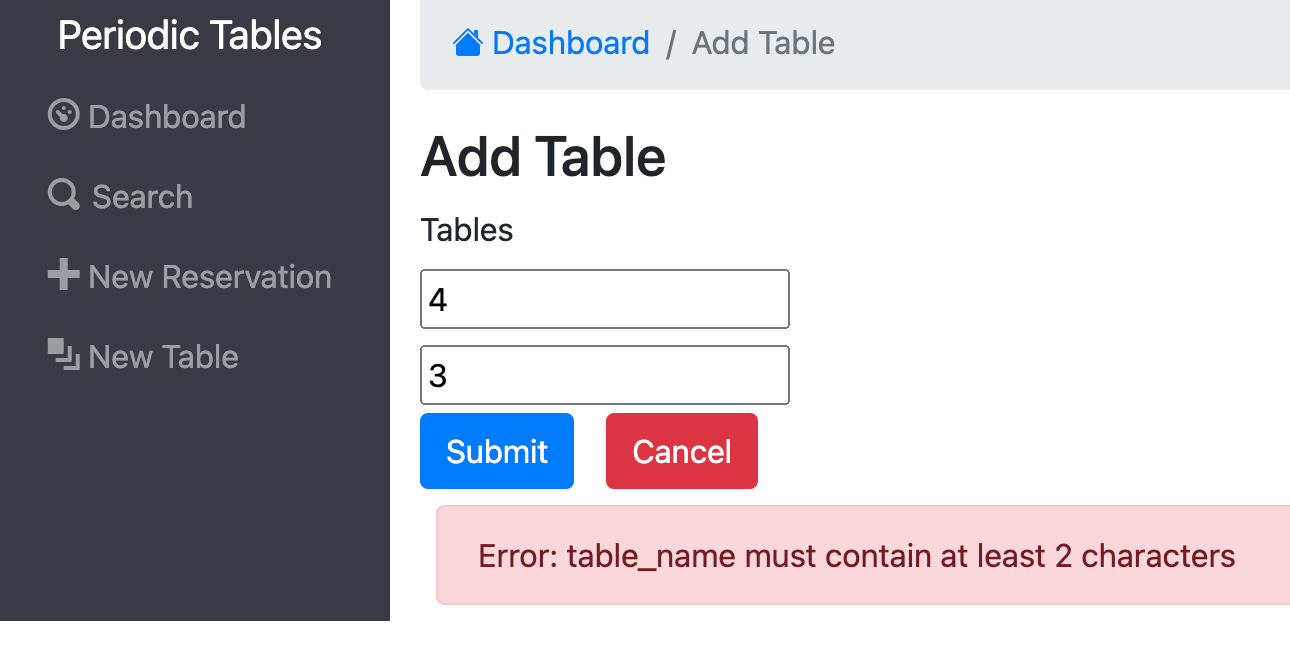 Periodic Tables
Dashboard
Search
New Reservation
New Table
Dashboard / Add Table
Add Table
Tables
4
3
Submit Cancel
Error: table_name must contain at least 2 characters